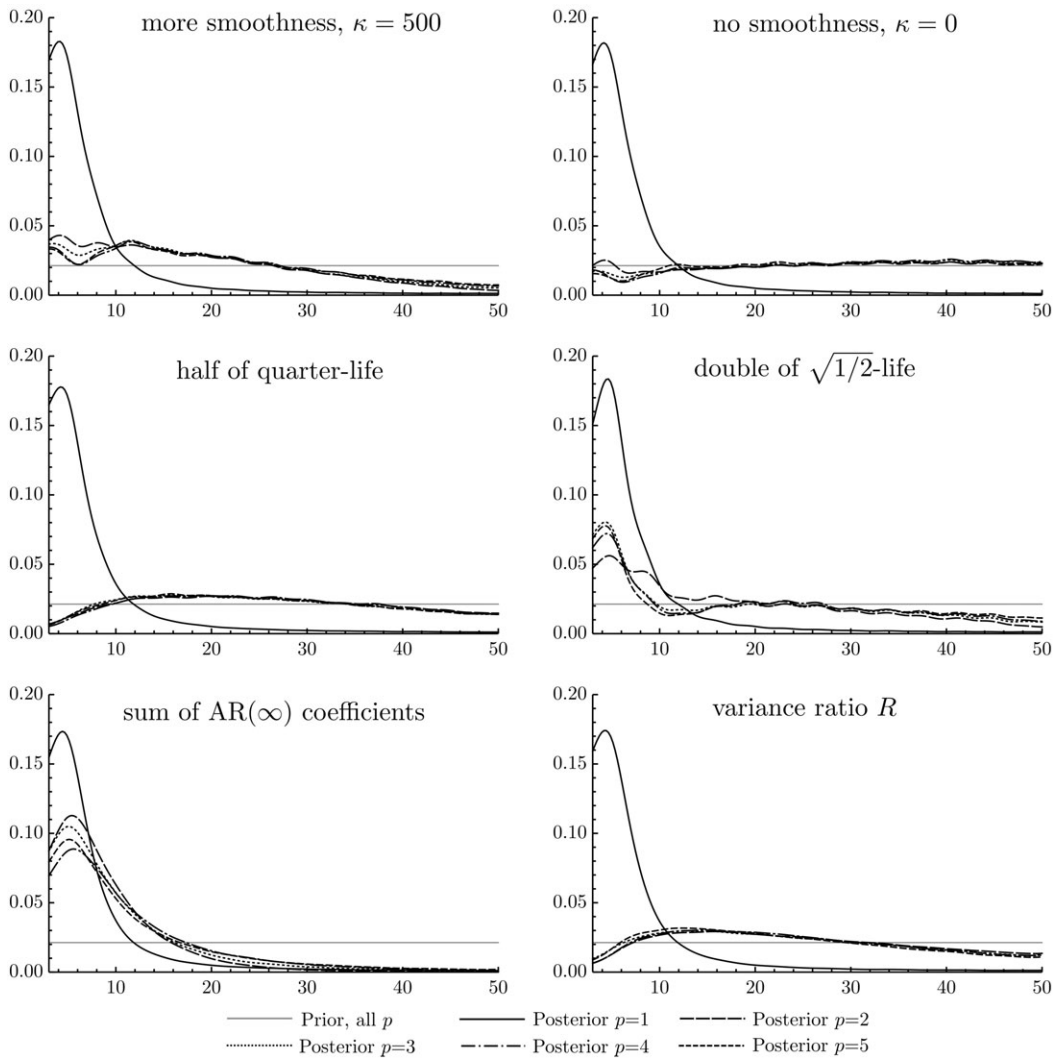 more smoothness, κ = 500
0.20
0.15
0.10
0.05
0.00
10 20 30 40 50
no smoothness, κ = 0
0.20
0.15
0.10
0.05
0.00
10 20 30 40 50
half of quarter-life
0.20
0.15
0.10
0.05
0.00
10 20 30 40 50
double of √1/2-life
0.20
0.15
0.10
0.05
0.00
10 20 30 40 50
sum of AR(∞) coefficients
0.20
0.15
0.10
0.05
0.00
10 20 30 40 50
variance ratio R
0.20
0.15
0.10
0.05
0.00
10 20 30 40 50
Prior, all p
Posterior p=1
Posterior p=2
Posterior p=3
Posterior p=4
Posterior p=5